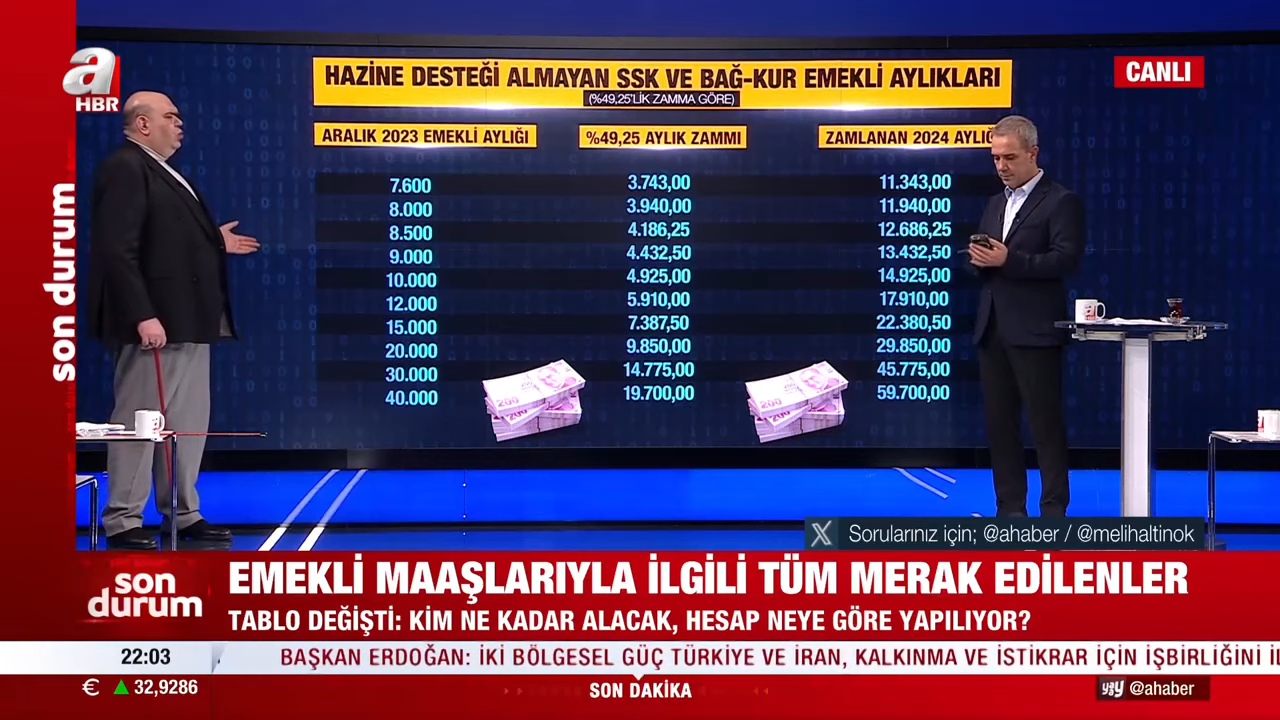 a
HBR
CANLI
son durum
HAZİNE DESTEĞİ ALMAYAN SSK VE BAĞ-KUR EMEKLİ AYLIKLARI
(%49,25'LİK ZAMMA GÖRE)
ARALIK 2023 EMEKLİ AYLIĞI %49,25 AYLIK ZAMMI ZAMLANAN 2024 AYLIĞ
7.600 3.743,00 11.343,00
8.000 3.940,00 11.940,00
8.500 4.186,25 12.686,25
9.000 4.432,50 13.432,50
10.000 4.925,00 14.925,00
12.000 5.910,00 17.910,00
15.000 7.387,50 22.380,50
20.000 9.850,00 29.850,00
30.000 14.775,00 45.775,00
40.000 19.700,00 59.700,00
200 200
200 200
X Sorularınız için; @ahaber / @melihaltinok
son
durum
EMEKLİ MAAŞLARIYLA İLGİLİ TÜM MERAK EDİLENLER
TABLO DEĞİŞTİ: KİM NE KADAR ALACAK, HESAP NEYE GÖRE YAPILIYOR?
22:03 BAŞKAN ERDOĞAN: İKİ BÖLGESEL GÜÇ TÜRKİYE VE İRAN, KALKINMA VE İSTİKRAR İÇİN İŞBİRLİĞİNİ İL
€ ▲ 32,9286 SON DAKİKA yay @ahaber